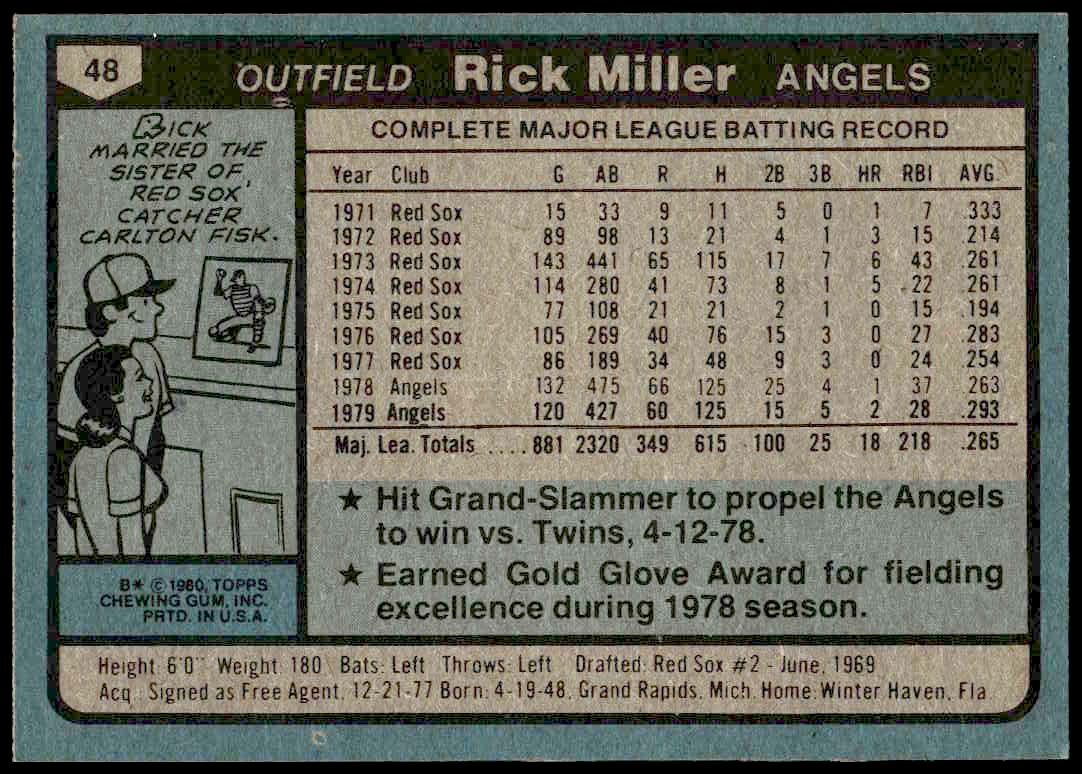 48
OUTFIELD Rick Miller ANGELS
RICK
MARRIED THE
SISTER OF
RED SOX'
CATCHER
CARLTON FISK.
B* © 1980, TOPPS
CHEWING GUM, INC.
PRTD. IN U.S.A.
COMPLETE MAJOR LEAGUE BATTING RECORD
Year Club G AB R H 2B 3B HR RBI AVG.
1971 Red Sox 15 33 9 11 5 0 1 7 .333
1972 Red Sox 89 98 13 21 4 1 3 15 .214
1973 Red Sox 143 441 65 115 17 7 6 43 .261
1974 Red Sox 114 280 41 73 8 1 5 22 .261
1975 Red Sox 77 108 21 21 2 1 0 15 .194
1976 Red Sox 105 269 40 76 15 3 0 27 .283
1977 Red Sox 86 189 34 48 9 3 0 24 .254
1978 Angels 132 475 66 125 25 4 1 37 .263
1979 Angels 120 427 60 125 15 5 2 28 .293
Maj. Lea. Totals ....881 2320 349 615 100 25 18 218 .265
★ Hit Grand-Slammer to propel the Angels
to win vs. Twins, 4-12-78.
★ Earned Gold Glove Award for fielding
excellence during 1978 season.
Height: 6'0" Weight: 180 Bats: Left Throws: Left Drafted: Red Sox #2 - June, 1969
Acq.: Signed as Free Agent, 12-21-77 Born: 4-19-48, Grand Rapids, Mich. Home: Winter Haven, Fla.